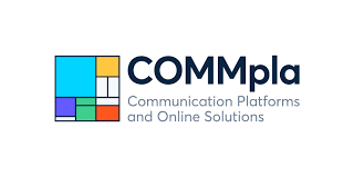 COMMpla
Communication Platforms
and Online Solutions